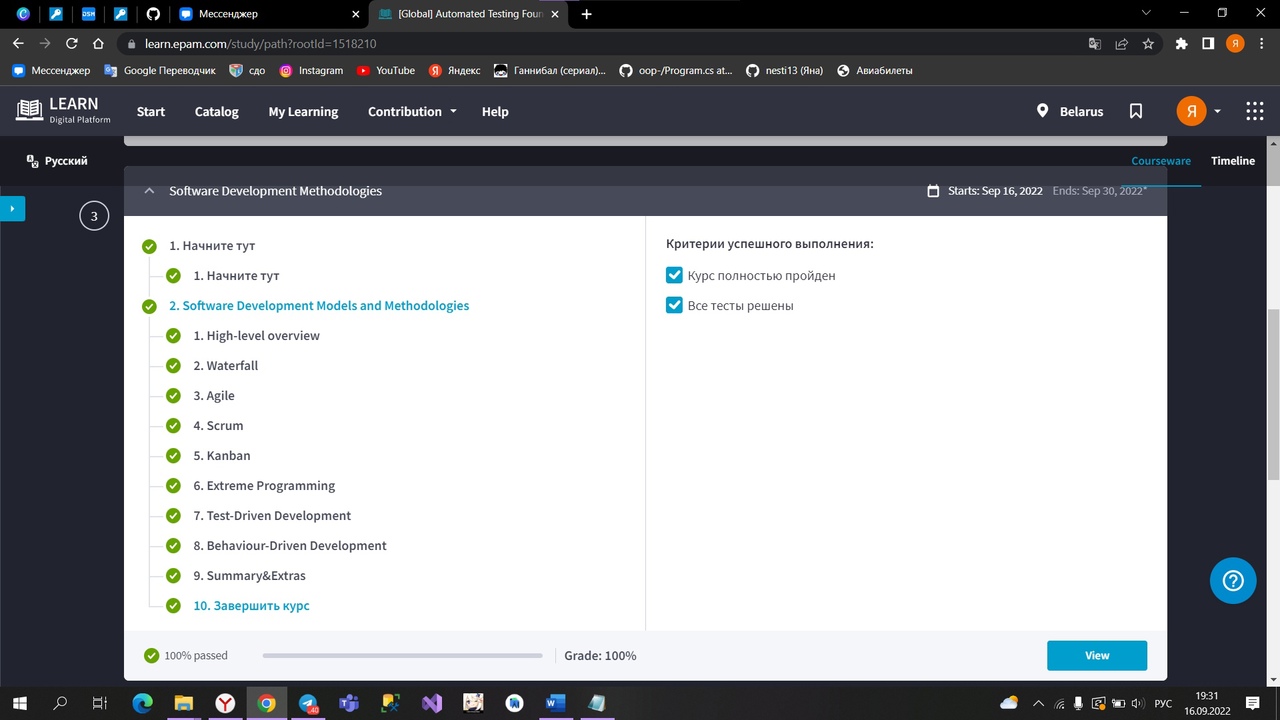 DSM
Мессенджер
[Global] Automated Testing Foun
learn.epam.com/study/path?rootId=1518210
Я
Мессенджер
Google Переводчик
сдо
Instagram
YouTube
Яндекс
Ганнибал (сериал)...
oop-/Program.cs at...
nesti13 (Яна)
Авиабилеты
LEARN
Digital Platform
Start
Catalog
My Learning
Contribution
Help
Belarus
Я
Русский
Courseware
Timeline
3
Software Development Methodologies
Starts: Sep 16, 2022
Ends: Sep 30, 2022*
1. Начните тут
1. Начните тут
2. Software Development Models and Methodologies
1. High-level overview
2. Waterfall
3. Agile
4. Scrum
5. Kanban
6. Extreme Programming
7. Test-Driven Development
8. Behaviour-Driven Development
9. Summary&Extras
10. Завершить курс
Критерии успешного выполнения:
Курс полностью пройден
Все тесты решены
100% passed
Grade: 100%
View
40
РУС
19:31
16.09.2022